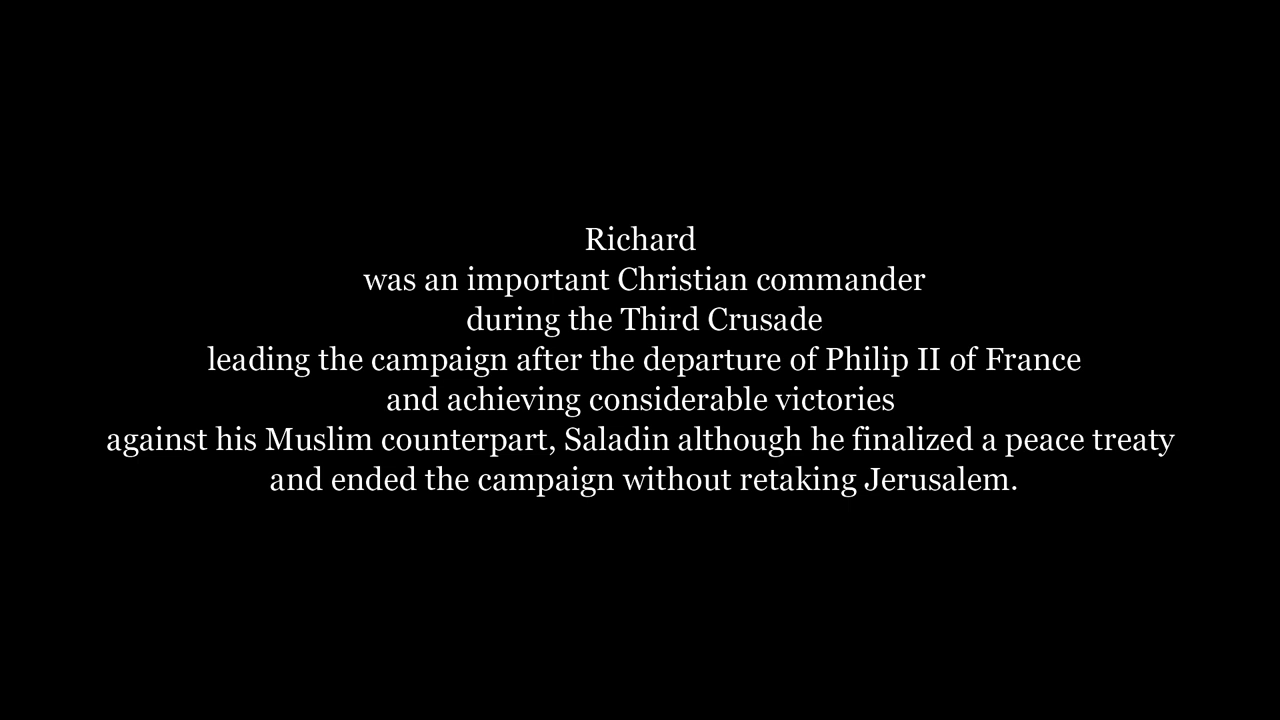 Richard
was an important Christian commander
during the Third Crusade
leading the campaign after the departure of Philip II of France
and achieving considerable victories
against his Muslim counterpart, Saladin although he finalized a peace treaty
and ended the campaign without retaking Jerusalem.